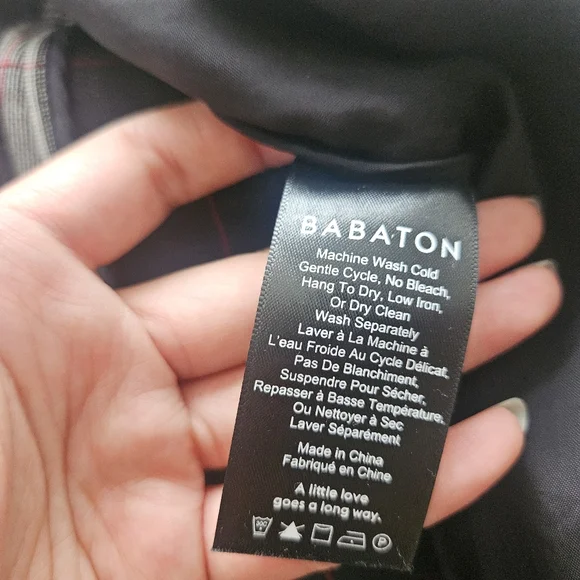 BABATON
Machine Wash Cold
Gentle Cycle, No Bleach,
Hang To Dry, Low Iron,
Or Dry Clean
Wash Separately
Laver à La Machine à
L'eau Froide Au Cycle Délicat,
Pas De Blanchiment,
Suspendre Pour Sécher,
Repasser à Basse Température,
Ou Nettoyer à Sec
Laver Séparément
Made in China
Fabriqué en Chine
A little love
goes a long way.
P